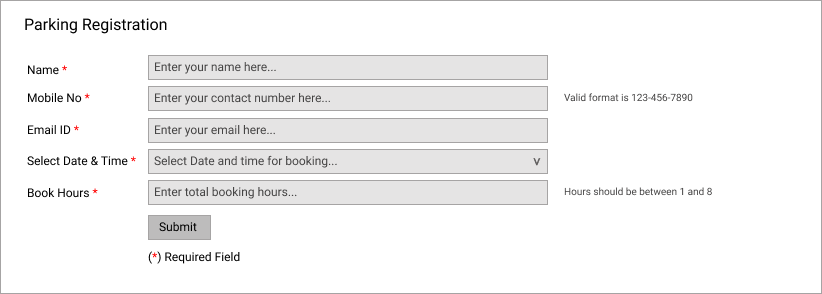 Parking Registration
Name * Enter your name here...
Mobile No * Enter your contact number here... Valid format is 123-456-7890
Email ID * Enter your email here...
Select Date & Time * Select Date and time for booking... v
Book Hours * Enter total booking hours... Hours should be between 1 and 8
Submit
(*) Required Field